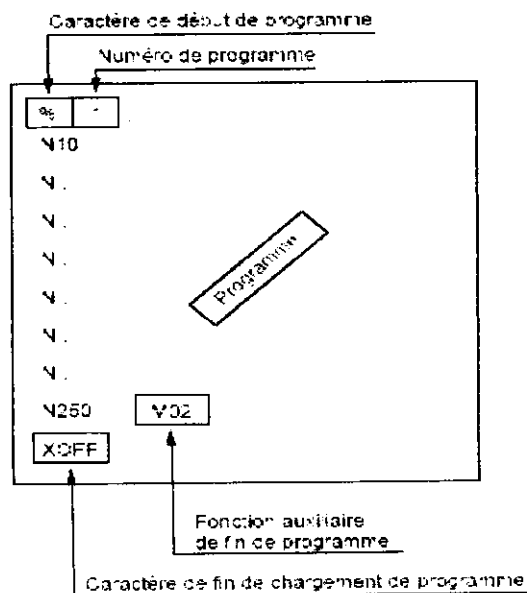 Caractère de début de programme
Numéro de programme
%
N10
N .
N .
N .
N .
N .
N .
Programme
N250 M02
XOFF
Fonction auxiliaire
de fin de programme
Caractère de fin de chargement de programme